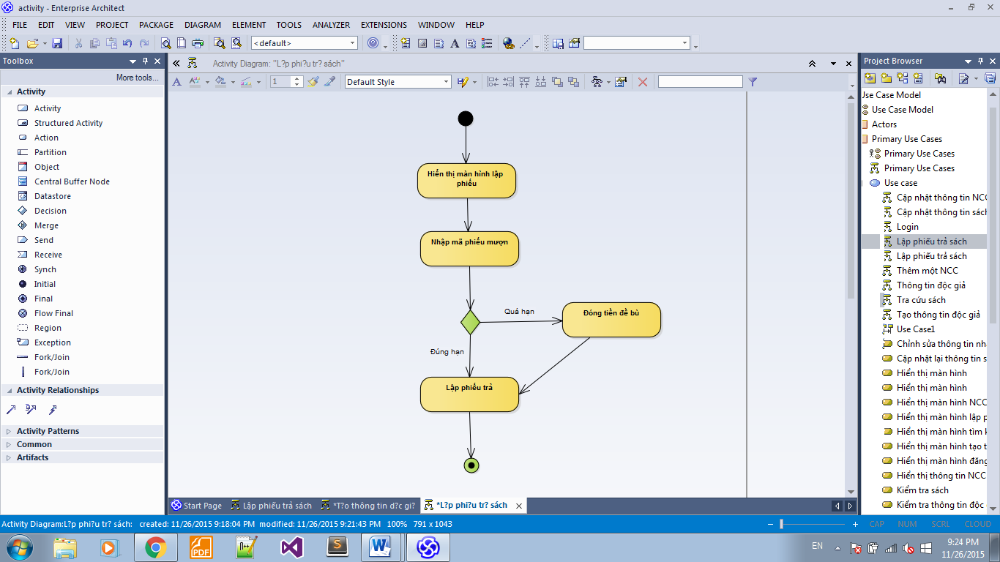 activity - Enterprise Architect
FILE EDIT VIEW PROJECT PACKAGE DIAGRAM ELEMENT TOOLS ANALYZER EXTENSIONS WINDOW HELP
<default>
Toolbox
More tools...
Activity
Activity
Structured Activity
Action
Partition
Object
Central Buffer Node
Datastore
Decision
Merge
Send
Receive
Synch
Initial
Final
Flow Final
Region
Exception
Fork/Join
Fork/Join
Activity Relationships
Activity Patterns
Common
Artifacts
Activity Diagram: "L?p phi?u tr? sách"
1
Default Style
Hiển thị màn hình lập
phiếu
Nhập mã phiếu mượn
Quá hạn
Đóng tiền đề bù
Đúng hạn
Lập phiếu trả
Start Page
Lập phiếu trả sách
*T?o thông tin d?c gi?
*L?p phi?u tr? sách
Project Browser
Jse Case Model
Use Case Model
Actors
Primary Use Cases
Primary Use Cases
Primary Use Cases
Use case
Cập nhật thông tin NCC
Cập nhật thông tin sách
Login
Lập phiếu trả sách
Lập phiếu trả sách
Thêm một NCC
Thông tin độc giả
Tra cứu sách
Tạo thông tin độc giả
Use Case1
Chỉnh sửa thông tin nh
Cập nhật lại thông tin s
Hiển thị màn hình
Hiển thị màn hình
Hiển thị màn hình NCC
Hiển thị màn hình lập p
Hiển thị màn hình tìm k
Hiển thị màn hình tạo t
Hiển thị màn hình đăng
Hiển thị thông tin NCC
Kiểm tra sách
Kiểm tra thông tin độc
Activity Diagram:L?p phi?u tr? sách: created: 11/26/2015 9:18:04 PM modified: 11/26/2015 9:21:43 PM 100% 791 x 1043
CAP NUM SCRL CLOUD
PDF
EN
9:24 PM
11/26/2015